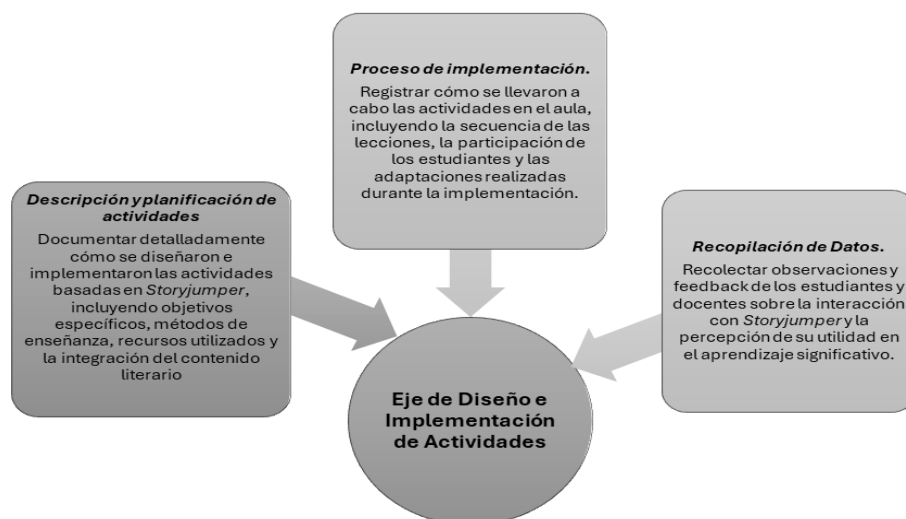 Descripción y planificación de
actividades
Documentar detalladamente
cómo se diseñaron e
implementaron las actividades
basadas en Storyjumper,
incluyendo objetivos
específicos, métodos de
enseñanza, recursos utilizados y
la integración del contenido
literario
Proceso de implementación.
Registrar cómo se llevaron a
cabo las actividades en el aula,
incluyendo la secuencia de las
lecciones, la participación de
los estudiantes y las
adaptaciones realizadas
durante la implementación.
Recopilación de Datos.
Recolectar observaciones y
feedback de los estudiantes y
docentes sobre la interacción
con Storyjumper y la
percepción de su utilidad en
el aprendizaje significativo.
Eje de Diseño e
Implementación
de Actividades